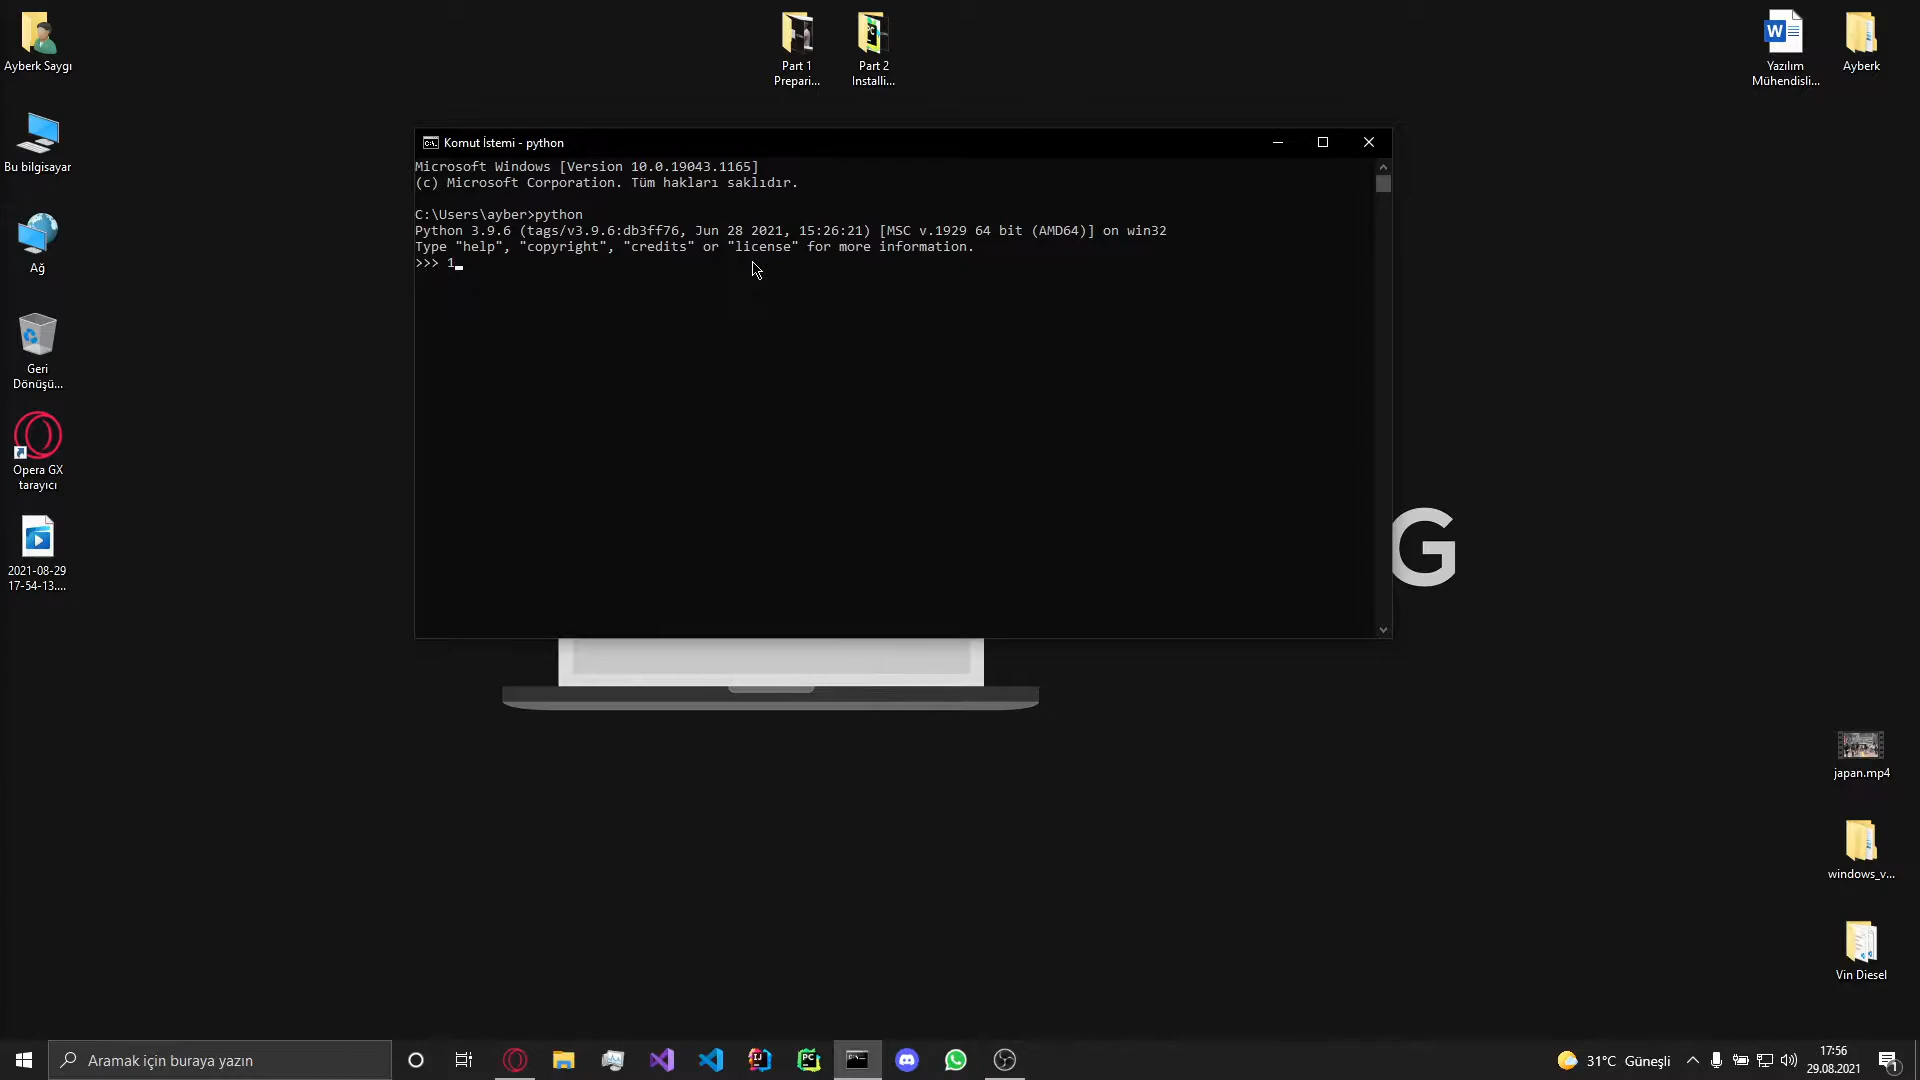 Ayberk Saygı
Bu bilgisayar
Ağ
Geri
Dönüşü...
Opera GX
tarayıcı
2021-08-29
17-54-13....
Part 1
Prepari...
Part 2
Installi...
Yazılım
Mühendisli...
Ayberk
Komut İstemi - python
Microsoft Windows [Version 10.0.19043.1165]
(c) Microsoft Corporation. Tüm hakları saklıdır.
C:\Users\ayber>python
Python 3.9.6 (tags/v3.9.6:db3ff76, Jun 28 2021, 15:26:21) [MSC v.1929 64 bit (AMD64)] on win32
Type "help", "copyright", "credits" or "license" for more information.
>>> 1_
G
japan.mp4
windows_v...
Vin Diesel
Aramak için buraya yazın
31°C Güneşli
17:56
29.08.2021
1